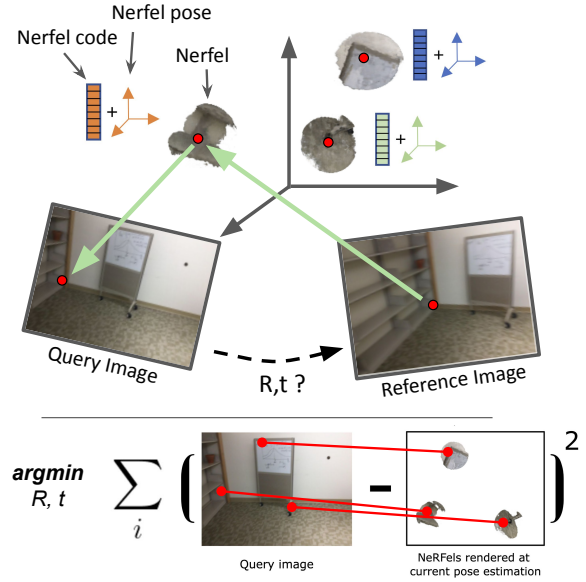 Nerfel pose
Nerfel code
Nerfel
+
+
+
Query Image
R,t ?
Reference Image
argmin
R, t
∑
i
( - )
2
Query image
NeRFels rendered at
current pose estimation